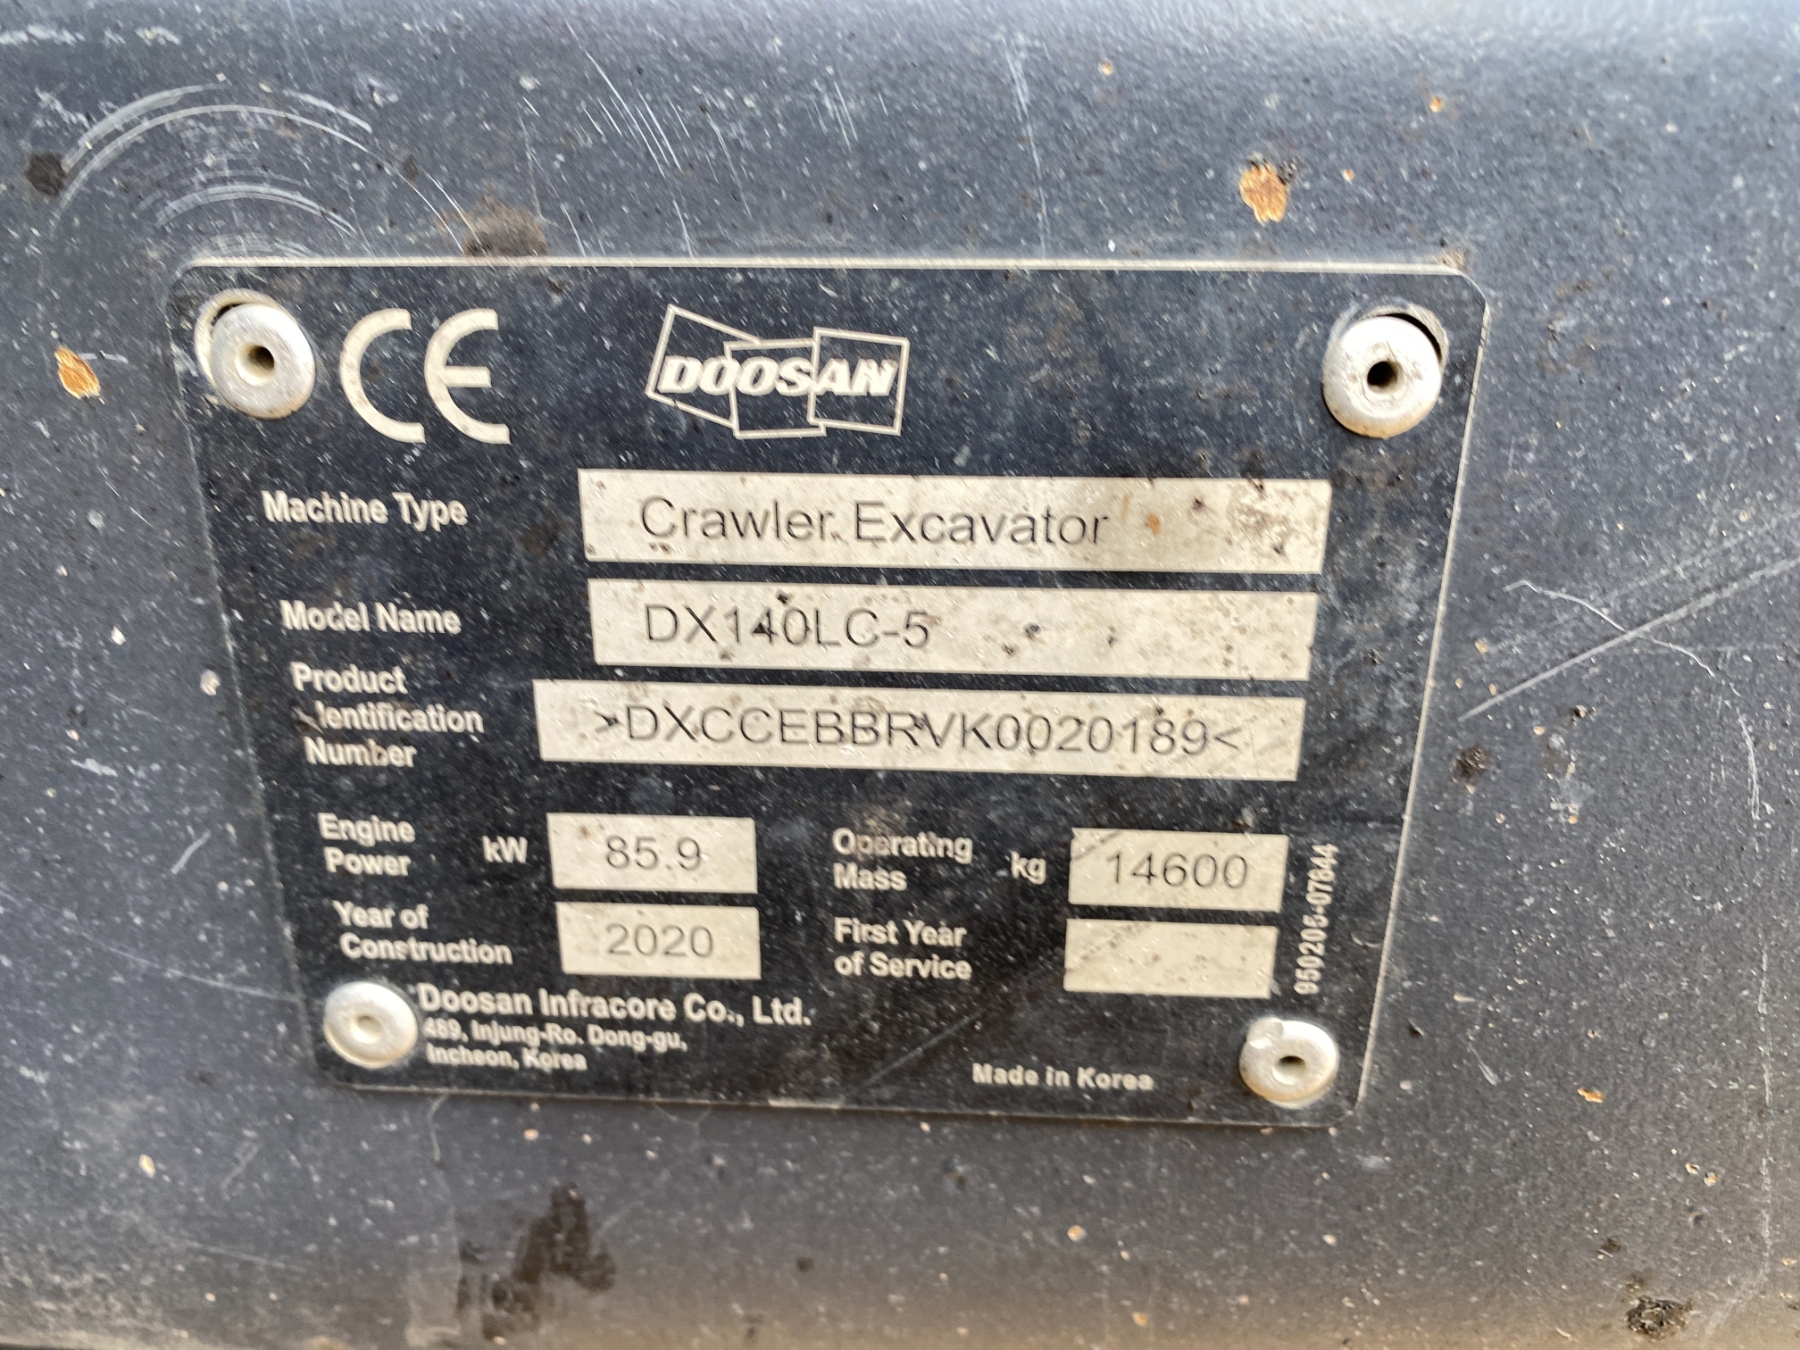 CE
DOOSAN
Machine Type Crawler Excavator
Model Name DX140LC-5
Product
Identification
Number
>DXCCEBBRVK0020189<
Engine
Power kW 85.9
Operating
Mass kg 14600
Year of
Construction 2020
First Year
of Service
950205-07844
Doosan Infracore Co., Ltd.
489, Injung-Ro. Dong-gu,
Incheon, Korea
Made in Korea